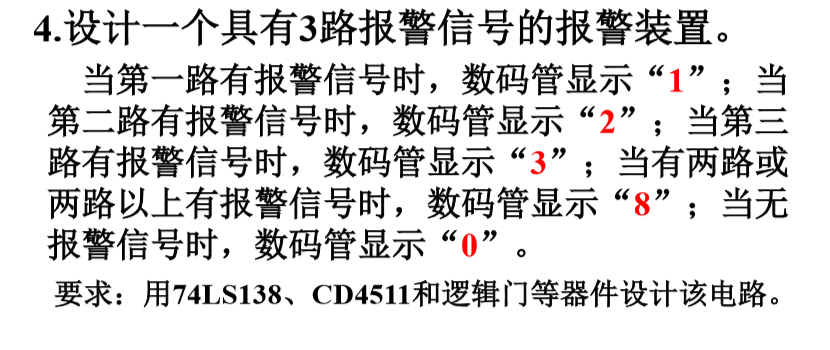 4.设计一个具有3路报警信号的报警装置。
当第一路有报警信号时，数码管显示“1”；当
第二路有报警信号时，数码管显示“2”；当第三
路有报警信号时，数码管显示“3”；当有两路或
两路以上有报警信号时，数码管显示“8”；当无
报警信号时，数码管显示“0”。
要求：用74LS138、CD4511和逻辑门等器件设计该电路。